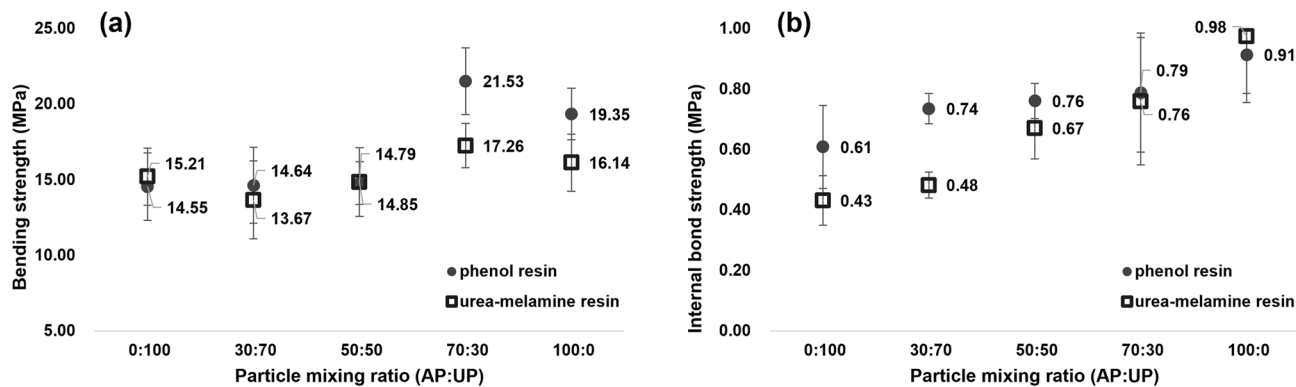 (a)
Bending strength (MPa)
25.00
20.00
15.00
10.00
5.00
15.21
14.55
14.64
13.67
14.79
14.85
21.53
17.26
19.35
16.14
phenol resin
urea-melamine resin
0:100 30:70 50:50 70:30 100:0
Particle mixing ratio (AP:UP)
(b)
Internal bond strength (MPa)
1.00
0.80
0.60
0.40
0.20
0.00
0.61
0.43
0.74
0.48
0.76
0.67
0.79
0.76
0.98
0.91
phenol resin
urea-melamine resin
0:100 30:70 50:50 70:30 100:0
Particle mixing ratio (AP:UP)